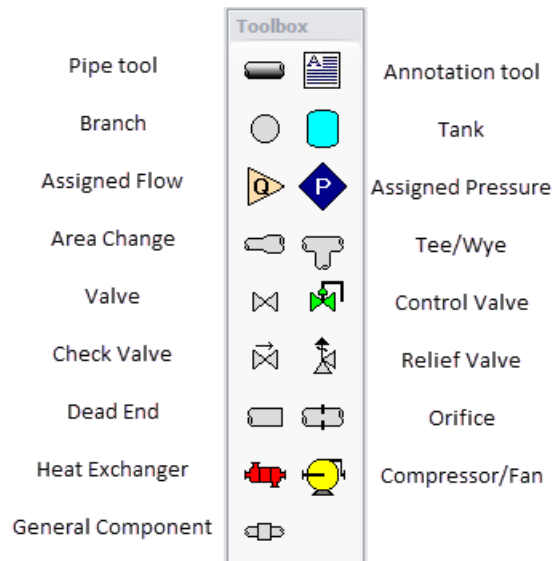 Toolbox
Pipe tool A Annotation tool
Branch Tank
Assigned Flow Q P Assigned Pressure
Area Change Tee/Wye
Valve Control Valve
Check Valve Relief Valve
Dead End Orifice
Heat Exchanger Compressor/Fan
General Component